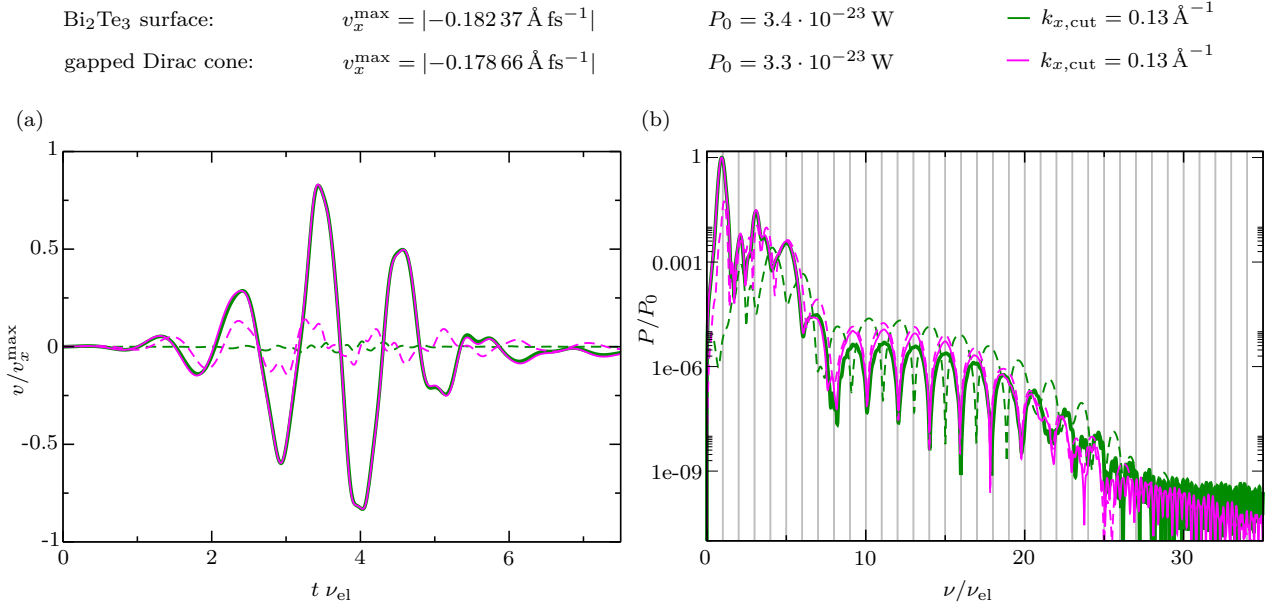 Bi₂Te₃ surface: v_x^max = |−0.182 37 Å fs⁻¹| P₀ = 3.4 · 10⁻²³ W k_x,cut = 0.13 Å⁻¹
gapped Dirac cone: v_x^max = |−0.178 66 Å fs⁻¹| P₀ = 3.3 · 10⁻²³ W k_x,cut = 0.13 Å⁻¹
(a)
1
0.5
0
-0.5
-1
v/v_x^max
0 2 4 6
t ν_el
(b)
1
0.001
1e-06
1e-09
P/P₀
0 10 20 30
ν/ν_el